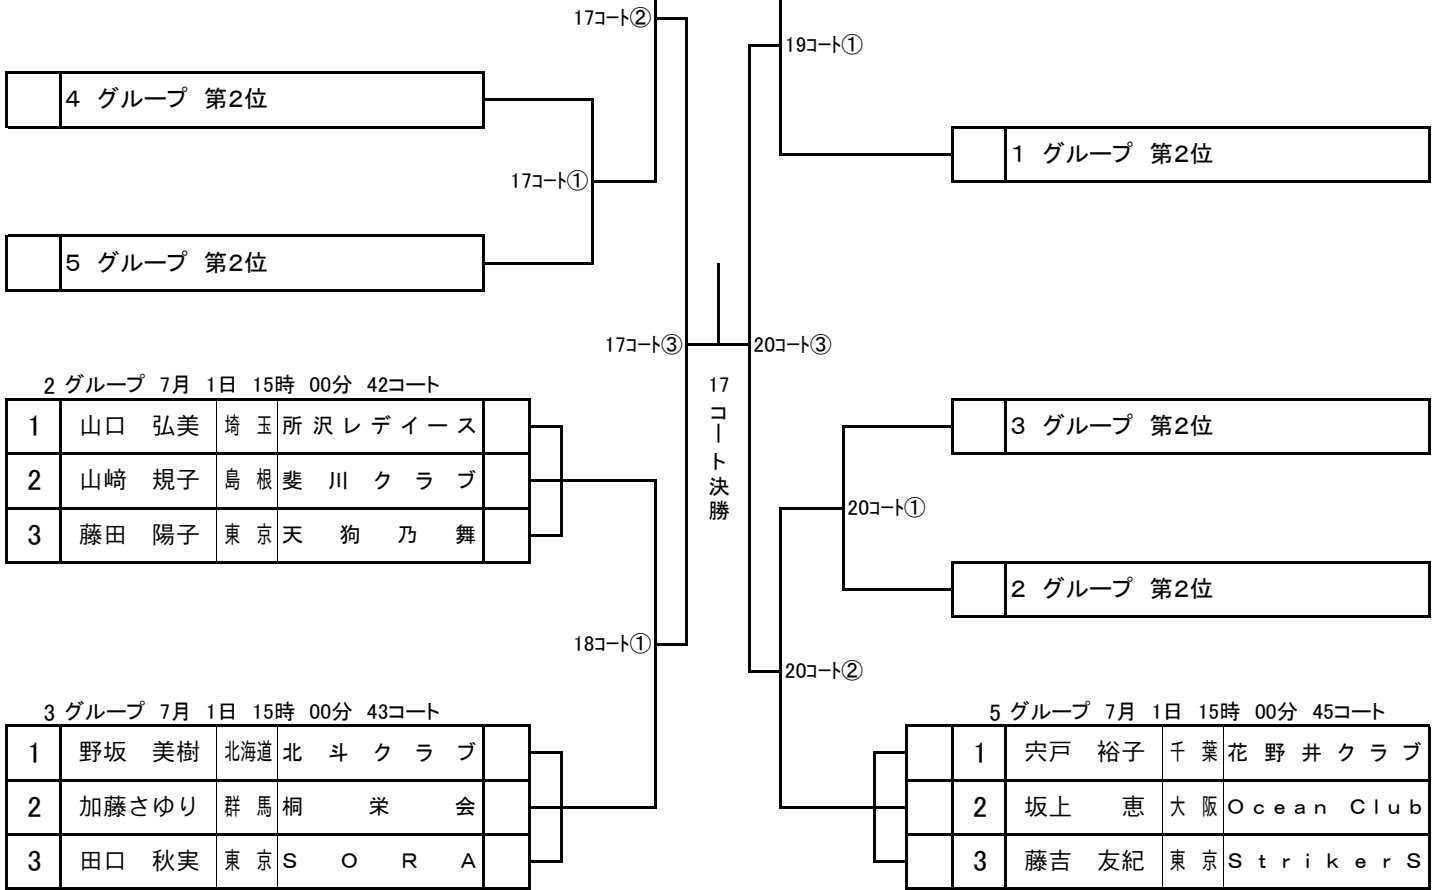 17コート②
19コート①
4 グループ 第2位
1 グループ 第2位
17コート①
5 グループ 第2位
17コート③
20コート③
17コート決勝
2 グループ 7月 1日 15時 00分 42コート
1 山口 弘美 埼玉 所沢レデイース
2 山﨑 規子 島根 斐川クラブ
3 藤田 陽子 東京 天狗乃舞
3 グループ 第2位
20コート①
2 グループ 第2位
18コート①
20コート②
3 グループ 7月 1日 15時 00分 43コート
1 野坂 美樹 北海道 北斗クラブ
2 加藤さゆり 群馬 桐栄会
3 田口 秋実 東京 SORA
5 グループ 7月 1日 15時 00分 45コート
1 宍戸 裕子 千葉 花野井クラブ
2 坂上 恵 大阪 Ocean Club
3 藤吉 友紀 東京 StrikerS